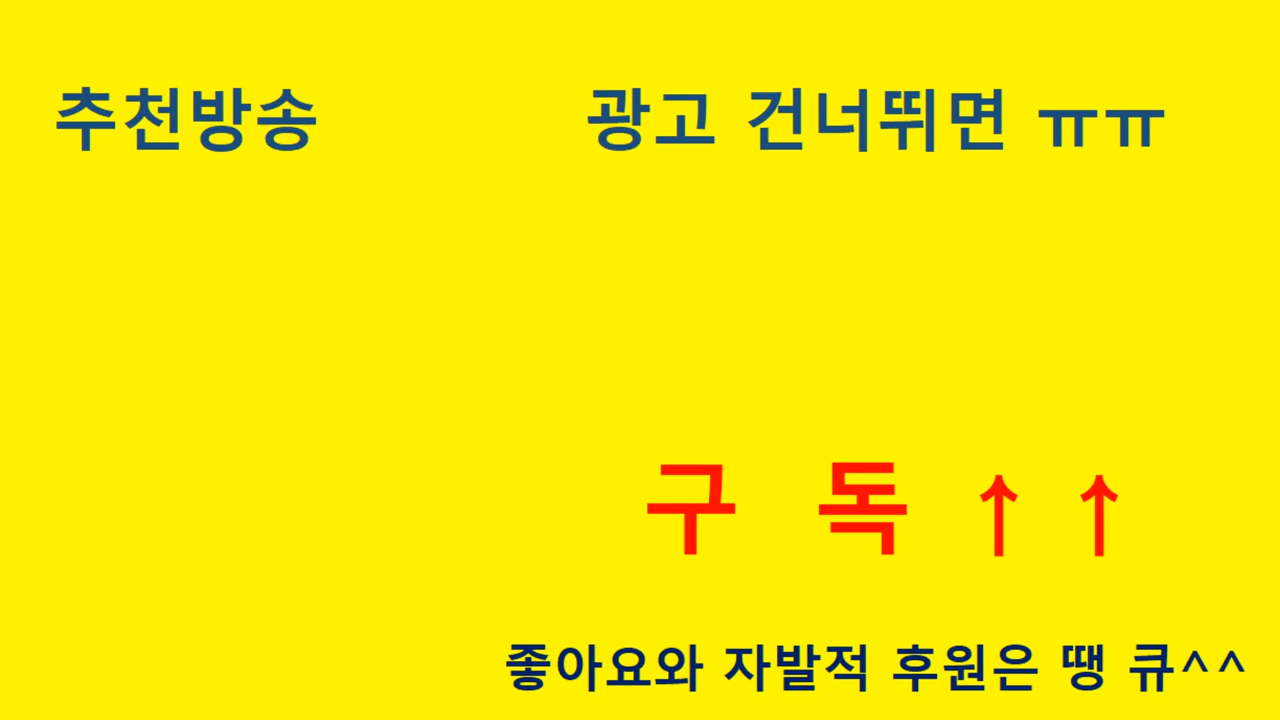 추천방송
광고 건너뛰면 ㅠㅠ
구 독 ↑ ↑
좋아요와 자발적 후원은 땡 큐^^